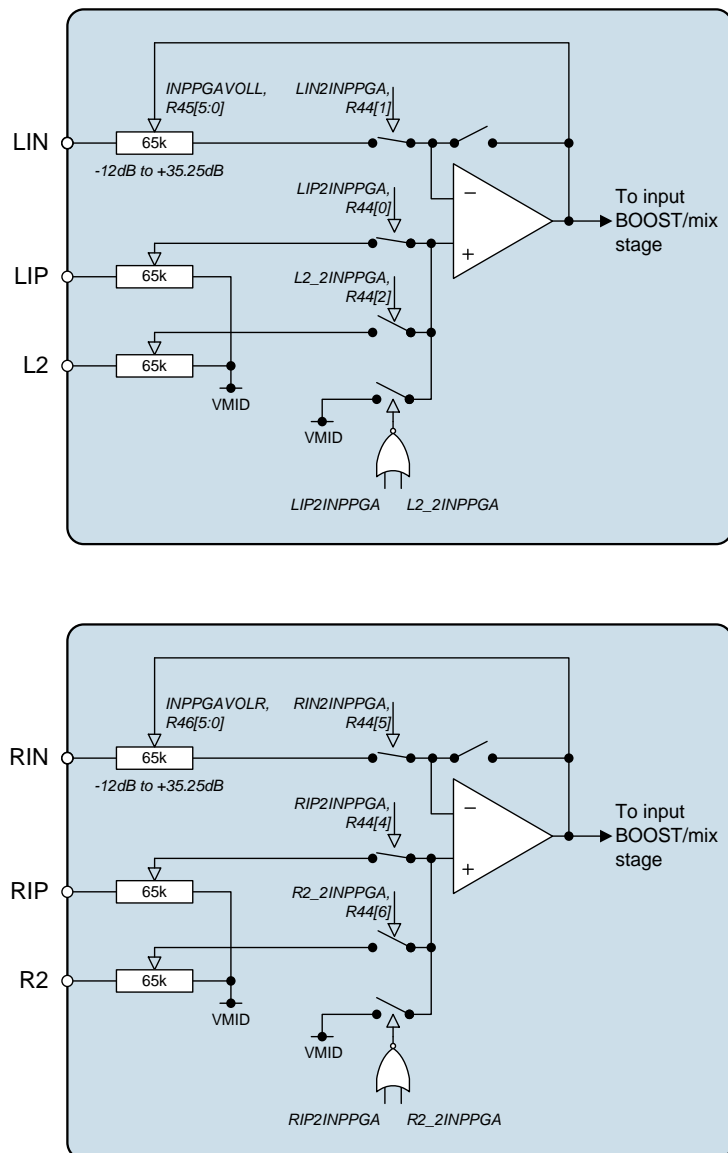 INPPGAVOLL,
R45[5:0]
LIN2INPPGA,
R44[1]
LIN
65k
-12dB to +35.25dB
LIP2INPPGA,
R44[0]
−
+
To input
BOOST/mix
stage
LIP
65k
L2_2INPPGA,
R44[2]
L2
65k
VMID
VMID
LIP2INPPGA
L2_2INPPGA
INPPGAVOLR,
R46[5:0]
RIN2INPPGA,
R44[5]
RIN
65k
-12dB to +35.25dB
RIP2INPPGA,
R44[4]
−
+
To input
BOOST/mix
stage
RIP
65k
R2_2INPPGA,
R44[6]
R2
65k
VMID
VMID
RIP2INPPGA
R2_2INPPGA